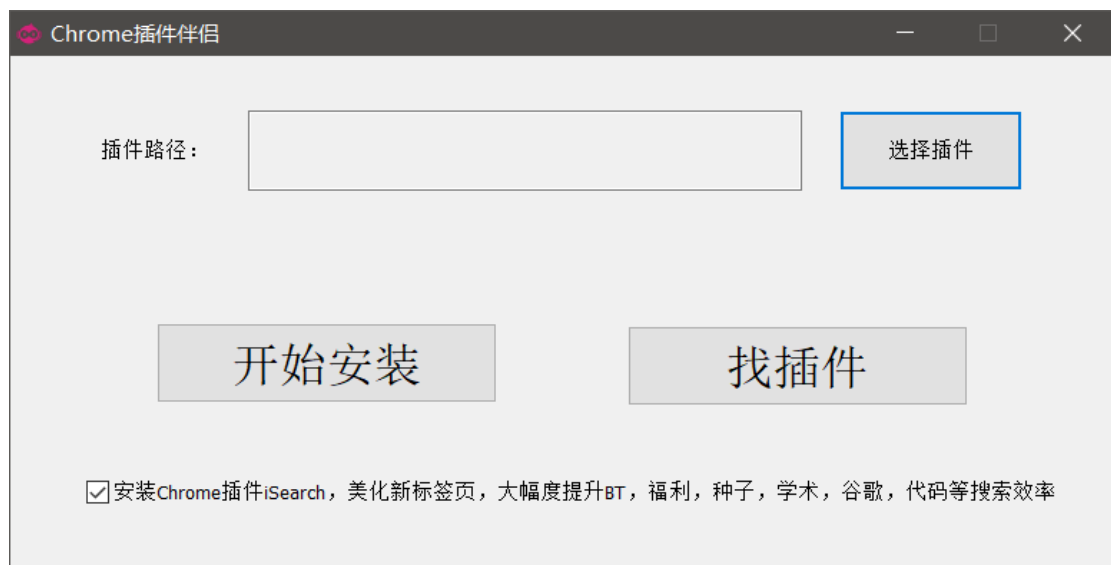 Chrome插件伴侣
插件路径：
选择插件
开始安装
找插件
安装Chrome插件iSearch，美化新标签页，大幅度提升BT，福利，种子，学术，谷歌，代码等搜索效率